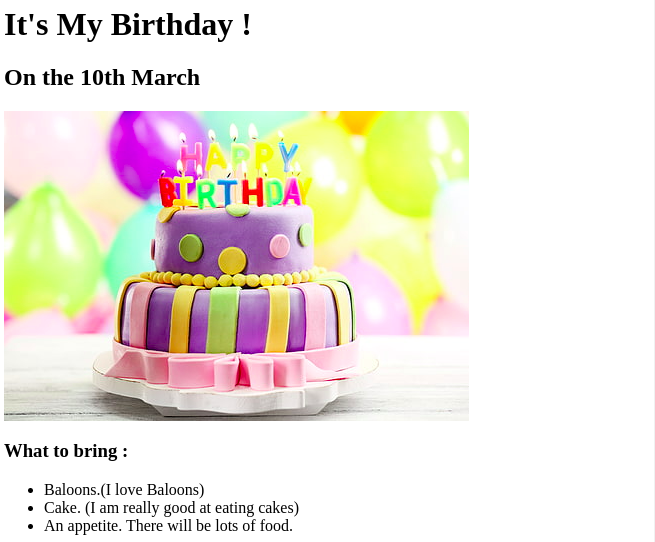 It's My Birthday !
On the 10th March
HAPPY
BIRTHDAY
What to bring :
Baloons.(I love Baloons)
Cake. (I am really good at eating cakes)
An appetite. There will be lots of food.